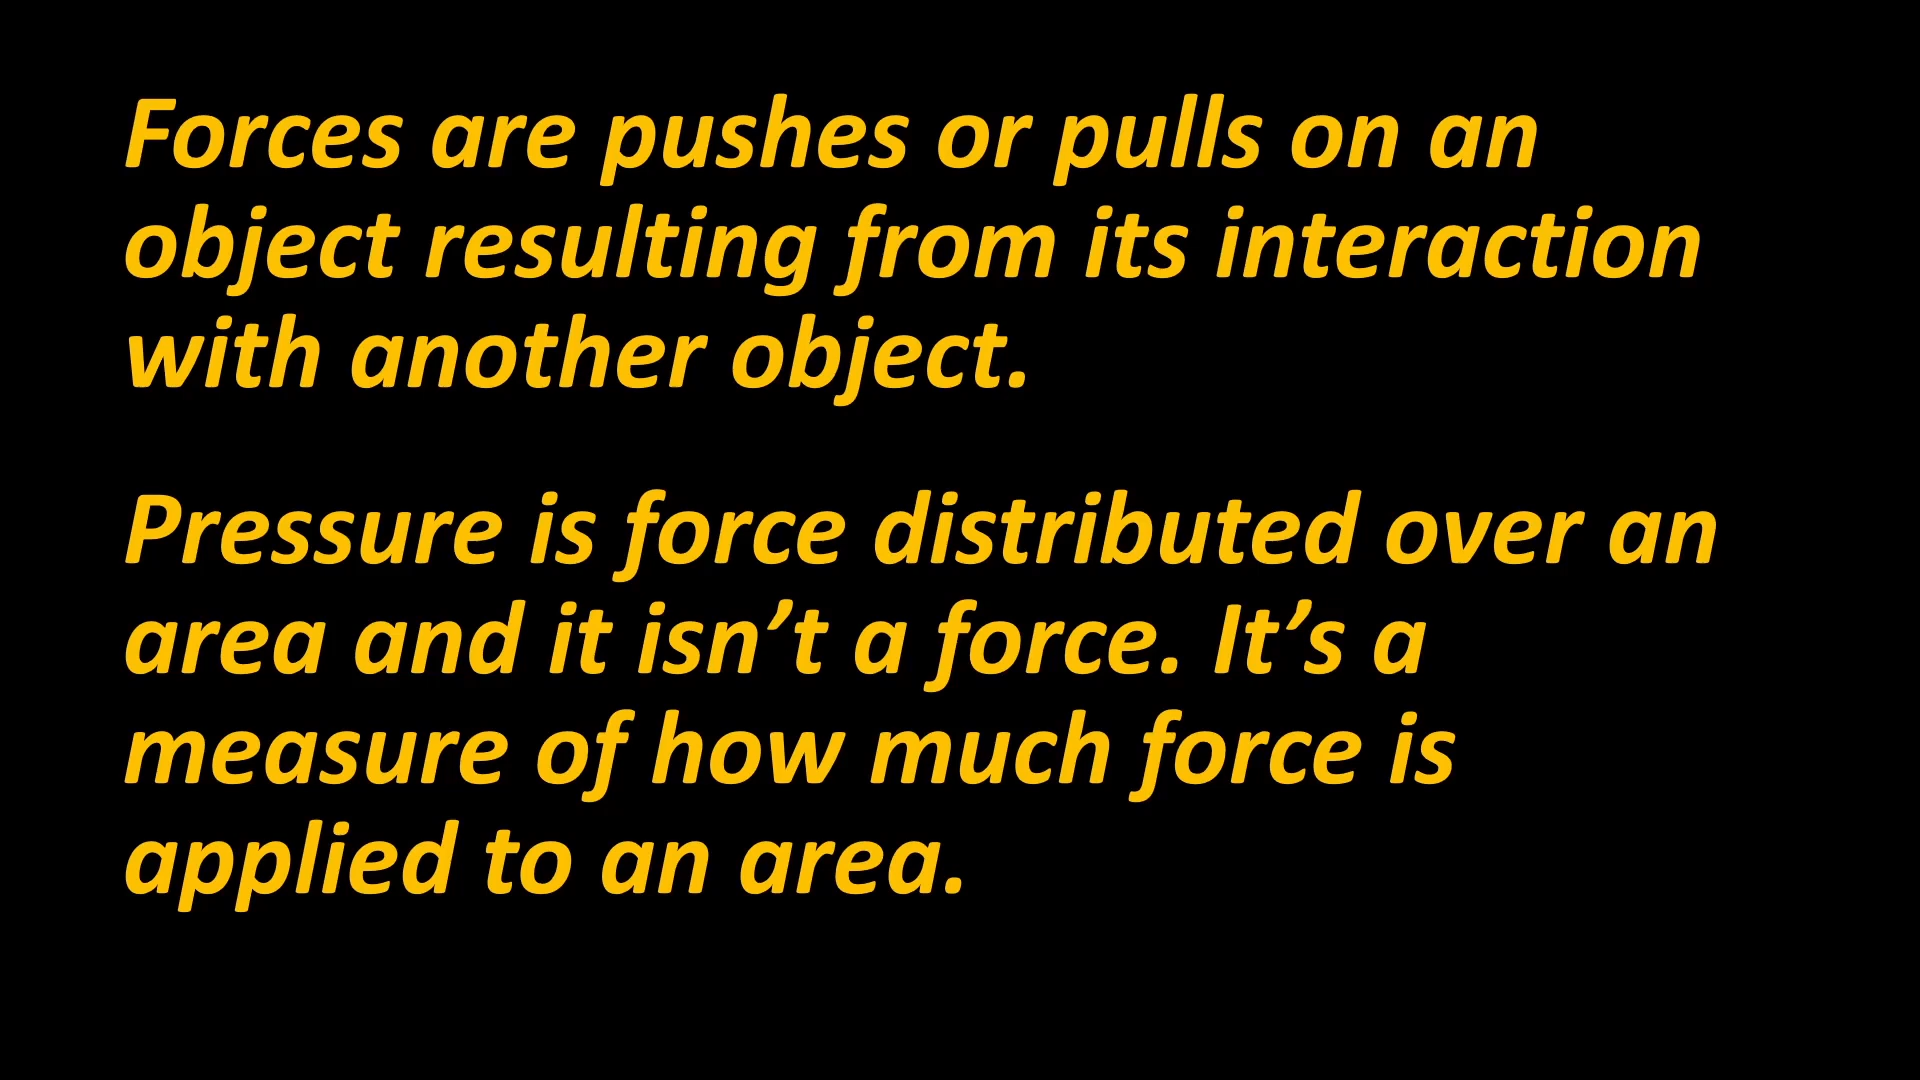 Forces are pushes or pulls on an
object resulting from its interaction
with another object.
Pressure is force distributed over an
area and it isn’t a force. It’s a
measure of how much force is
applied to an area.